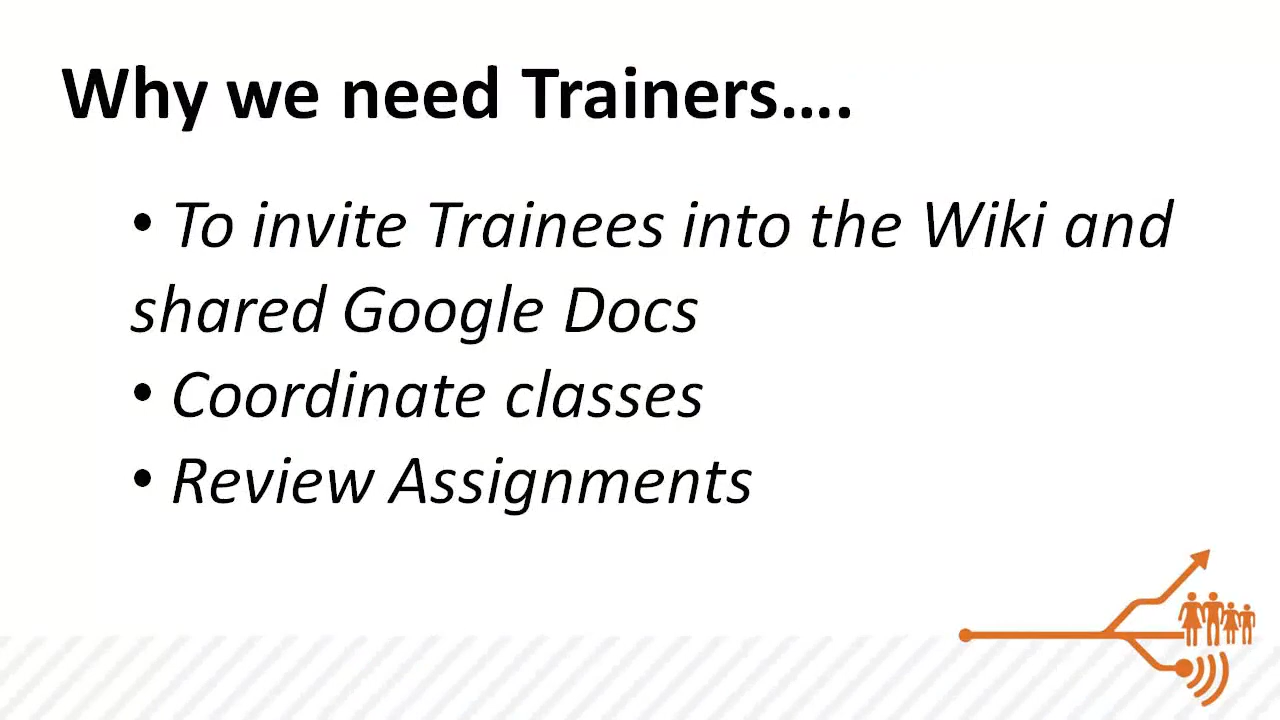 Why we need Trainers....
• To invite Trainees into the Wiki and
shared Google Docs
• Coordinate classes
• Review Assignments